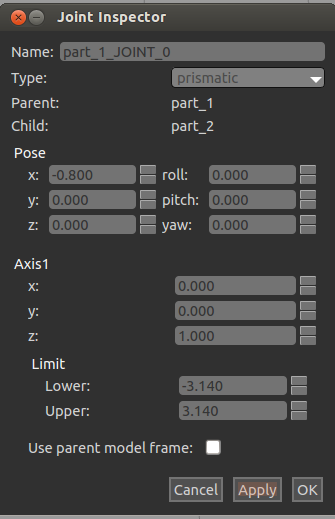 Joint Inspector
Name: part_1_JOINT_0
Type: prismatic
Parent: part_1
Child: part_2
Pose
x: -0.800 roll: 0.000
y: 0.000 pitch: 0.000
z: 0.000 yaw: 0.000
Axis1
x: 0.000
y: 0.000
z: 1.000
Limit
Lower: -3.140
Upper: 3.140
Use parent model frame:
Cancel Apply OK